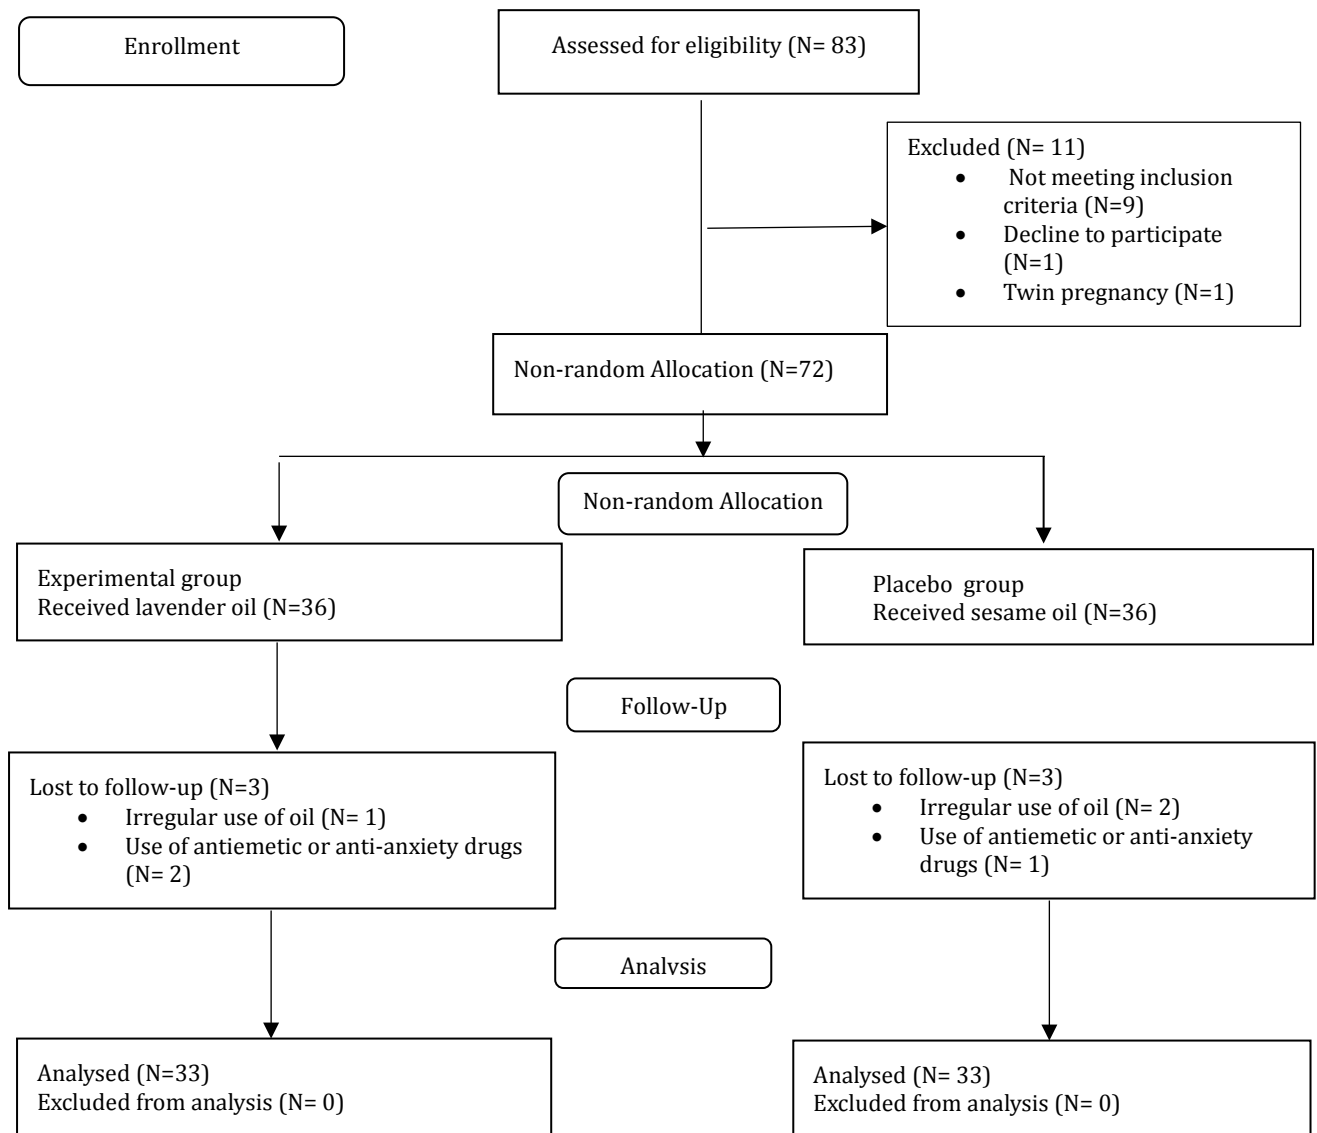 Enrollment
Assessed for eligibility (N= 83)
Excluded (N= 11)
• Not meeting inclusion
criteria (N=9)
• Decline to participate
(N=1)
• Twin pregnancy (N=1)
Non-random Allocation (N=72)
Non-random Allocation
Experimental group
Received lavender oil (N=36)
Placebo group
Received sesame oil (N=36)
Follow-Up
Lost to follow-up (N=3)
• Irregular use of oil (N= 1)
• Use of antiemetic or anti-anxiety drugs
(N= 2)
Lost to follow-up (N=3)
• Irregular use of oil (N= 2)
• Use of antiemetic or anti-anxiety
drugs (N= 1)
Analysis
Analysed (N=33)
Excluded from analysis (N= 0)
Analysed (N= 33)
Excluded from analysis (N= 0)